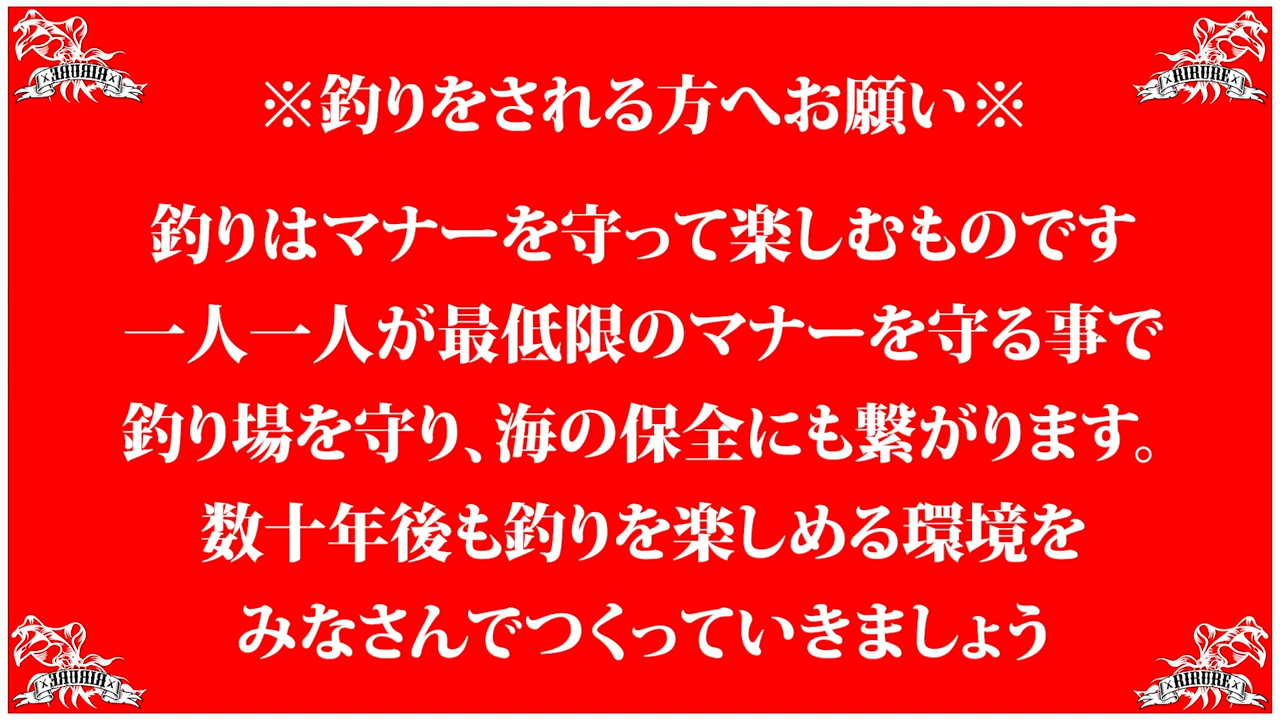 ※釣りをされる方へお願い※
釣りはマナーを守って楽しむものです
一人一人が最低限のマナーを守る事で
釣り場を守り、海の保全にも繋がります。
数十年後も釣りを楽しめる環境を
みなさんでつくっていきましょう
RIRURE
RIRURE
RIRURE
RIRURE